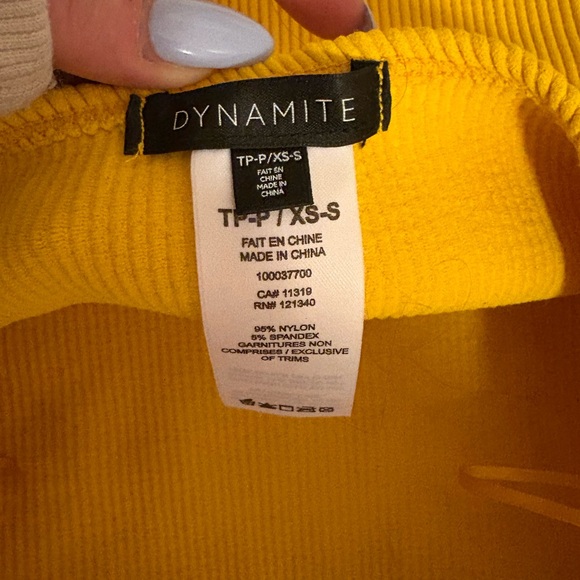 DYNAMITE
TP-P/XS-S
FAIT EN
CHINE
MADE IN
CHINA
TP-P / XS-S
FAIT EN CHINE
MADE IN CHINA
100037700
CA# 11319
RN# 121340
95% NYLON
5% SPANDEX
GARNITURES NON
COMPRISES / EXCLUSIVE
OF TRIMS